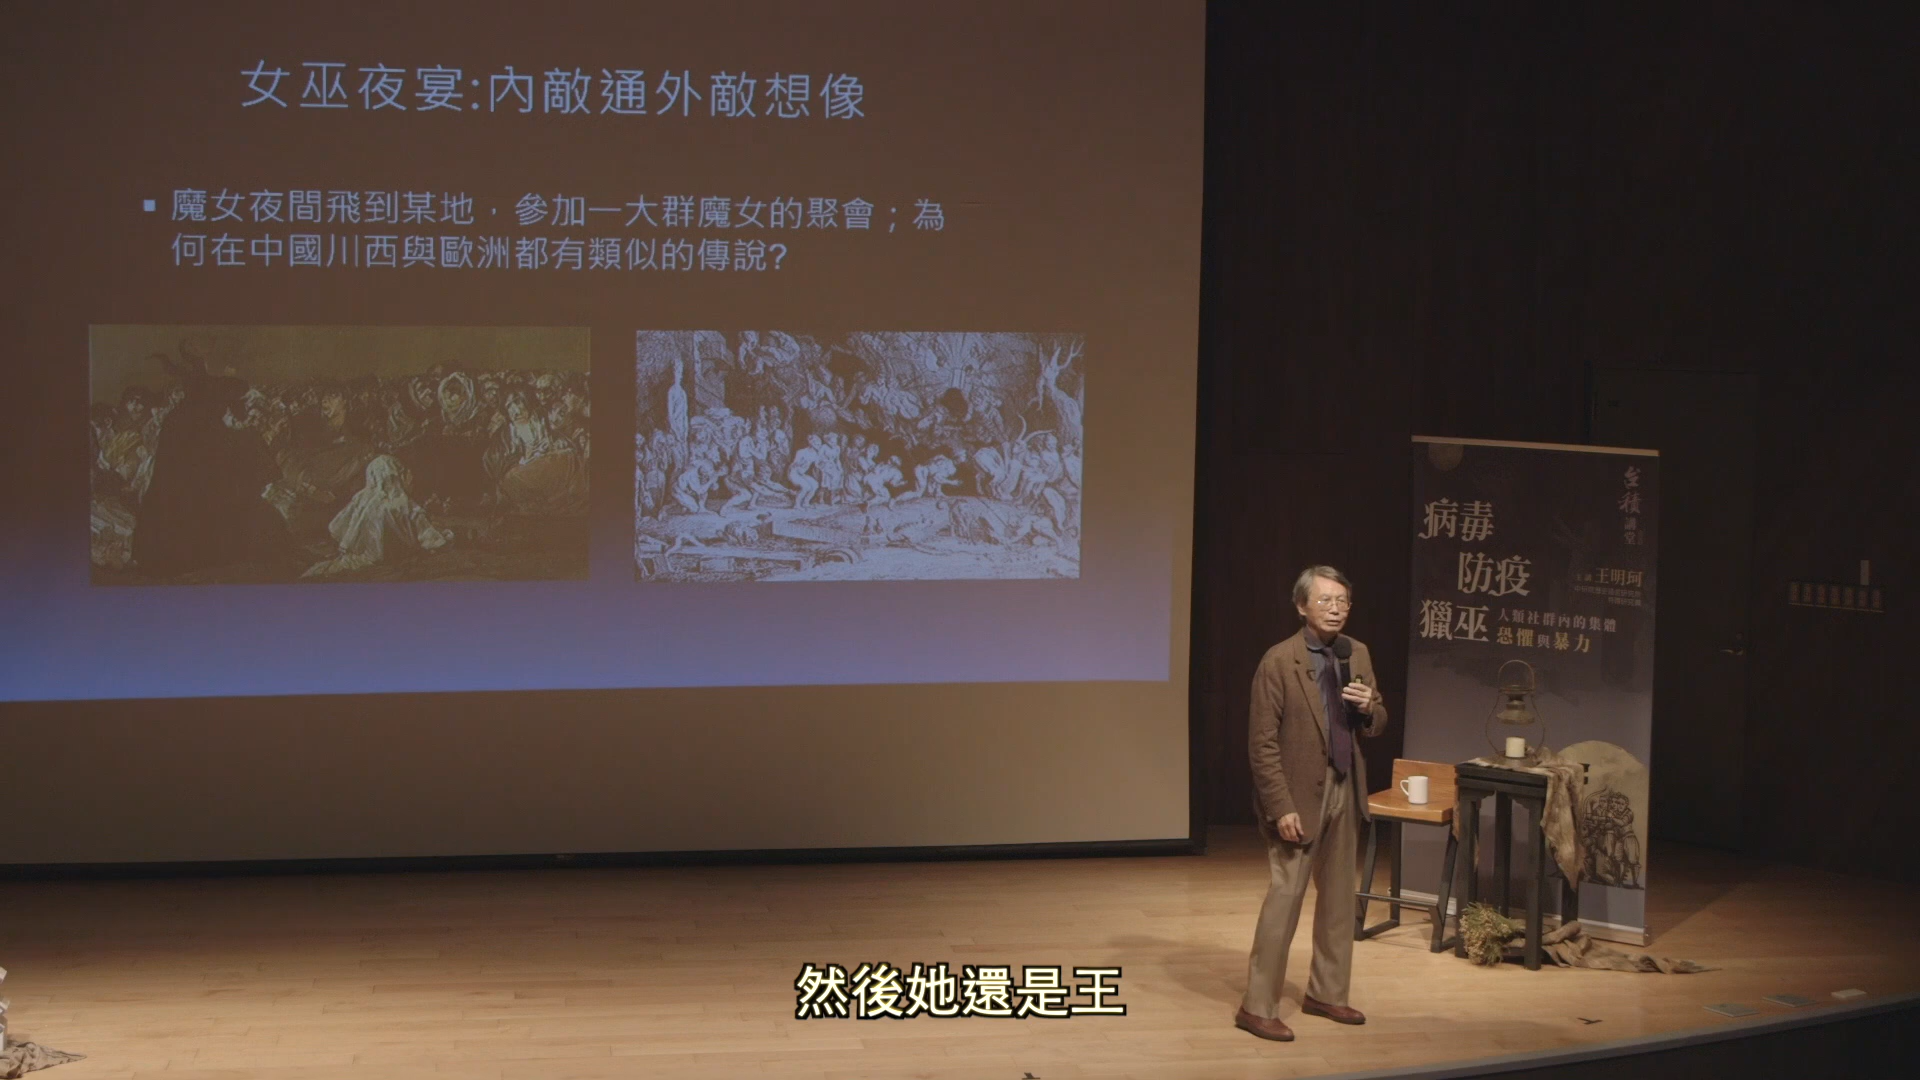 女巫夜宴:內敵通外敵想像
▪ 魔女夜間飛到某地，參加一大群魔女的聚會；為
何在中國川西與歐洲都有類似的傳說?
台積講堂
病毒
防疫
獵巫
主講 王明珂
人類社群內的集體
恐懼與暴力
然後她還是王